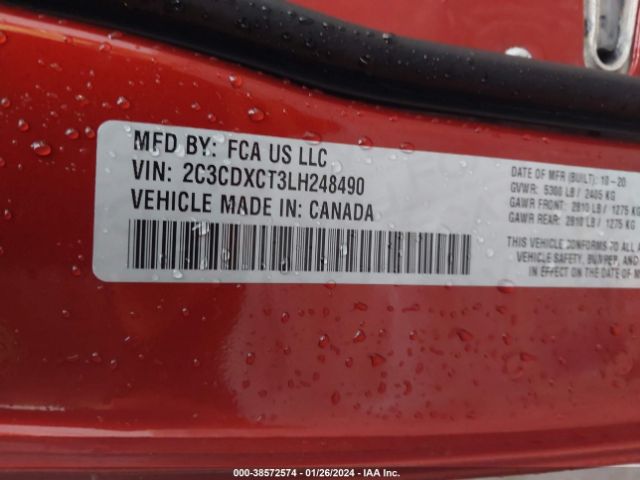 MFD BY: FCA US LLC
VIN: 2C3CDXCT3LH248490
VEHICLE MADE IN: CANADA
DATE OF MFR (BUILT): 10-20
GVWR: 5300 LB / 2405 KG
GAWR FRONT: 2810 LB / 1275 KG
GAWR REAR: 2810 LB / 1275 KG
THIS VEHICLE CONFORMS TO ALL
VEHICLE SAFETY, BUMPER, AND
IN EFFECT ON THE DATE OF
00-38572574 - 01/26/2024 - IAA Inc.